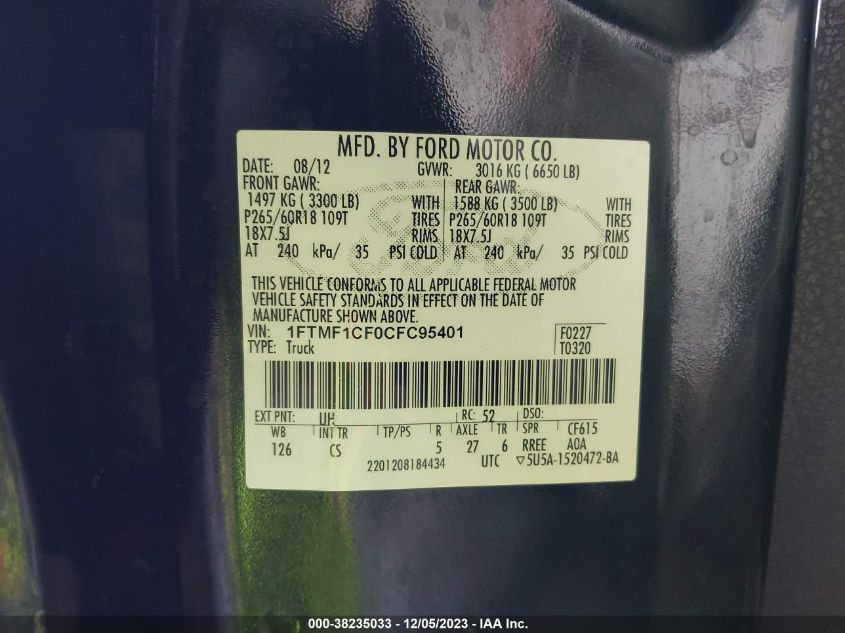 MFD. BY FORD MOTOR CO.
DATE: 08/12 GVWR: 3016 KG ( 6650 LB)
FRONT GAWR: REAR GAWR:
1497 KG ( 3300 LB) WITH 1588 KG ( 3500 LB) WITH
P265/60R18 109T TIRES P265/60R18 109T TIRES
18X7.5J RIMS 18X7.5J RIMS
AT 240 kPa/ 35 PSI COLD AT 240 kPa/ 35 PSI COLD
THIS VEHICLE CONFORMS TO ALL APPLICABLE FEDERAL MOTOR
VEHICLE SAFETY STANDARDS IN EFFECT ON THE DATE OF
MANUFACTURE SHOWN ABOVE.
VIN: 1FTMF1CF0CFC95401 F0227
TYPE: Truck T0320
EXT PNT: UH RC: 52 DSO:
WB INT TR TP/PS R AXLE TR SPR CF615
126 CS 5 27 6 RREE A0A
2201208184434 UTC ▽5U5A-1520472-BA
000-38235033 - 12/05/2023 - IAA Inc.